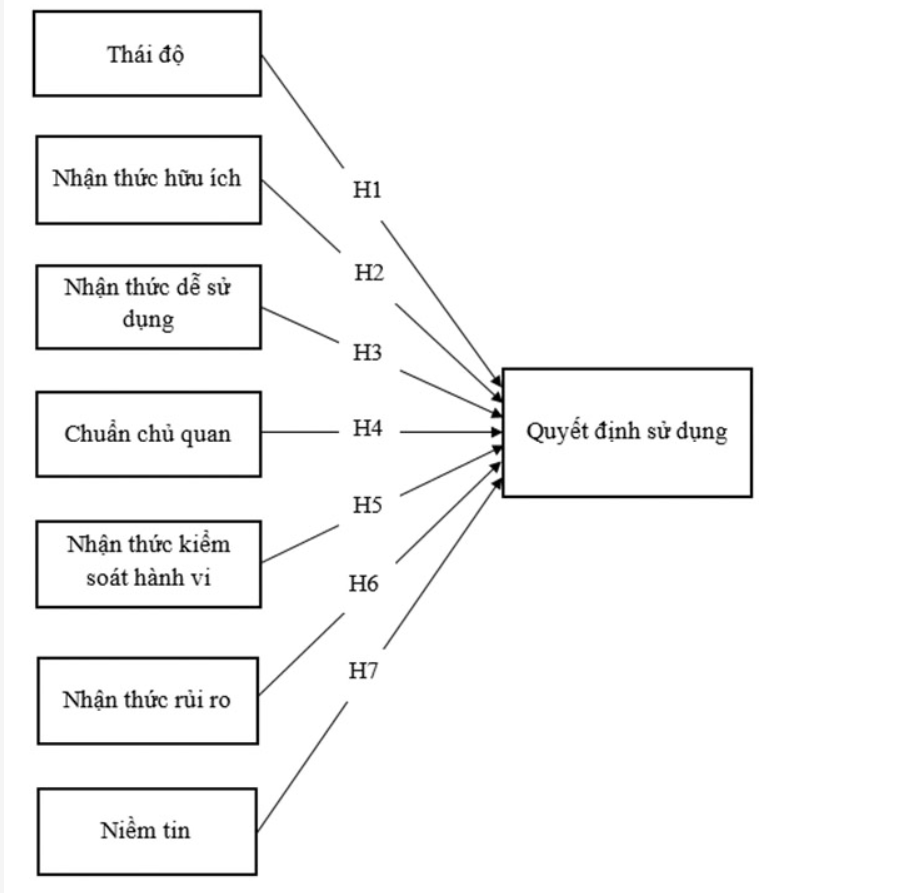 Thái độ
H1
Nhận thức hữu ích
H2
Nhận thức dễ sử
dụng
H3
Chuẩn chủ quan
H4
Quyết định sử dụng
H5
Nhận thức kiểm
soát hành vi
H6
Nhận thức rủi ro
H7
Niềm tin